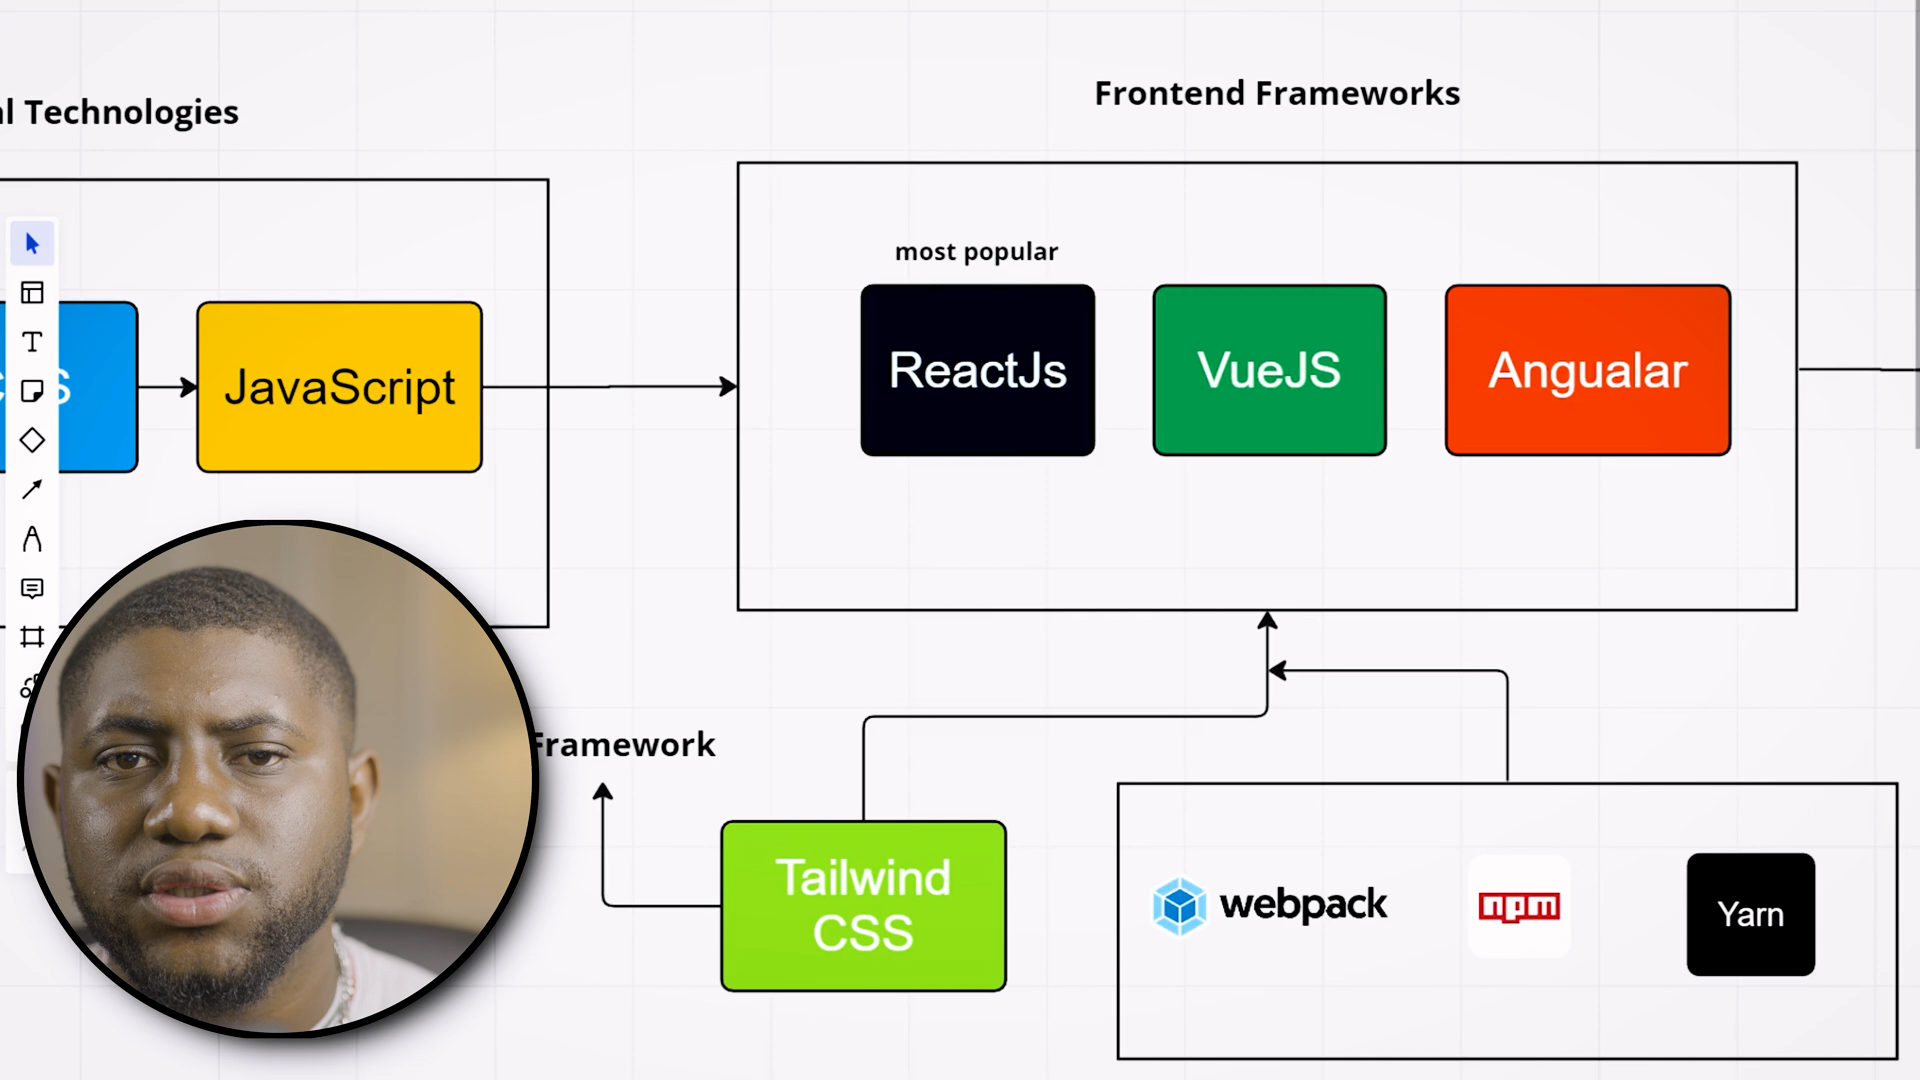 Technologies
Frontend Frameworks
most popular
JavaScript
ReactJs
VueJS
Angualar
Framework
Tailwind
CSS
webpack
npm
Yarn